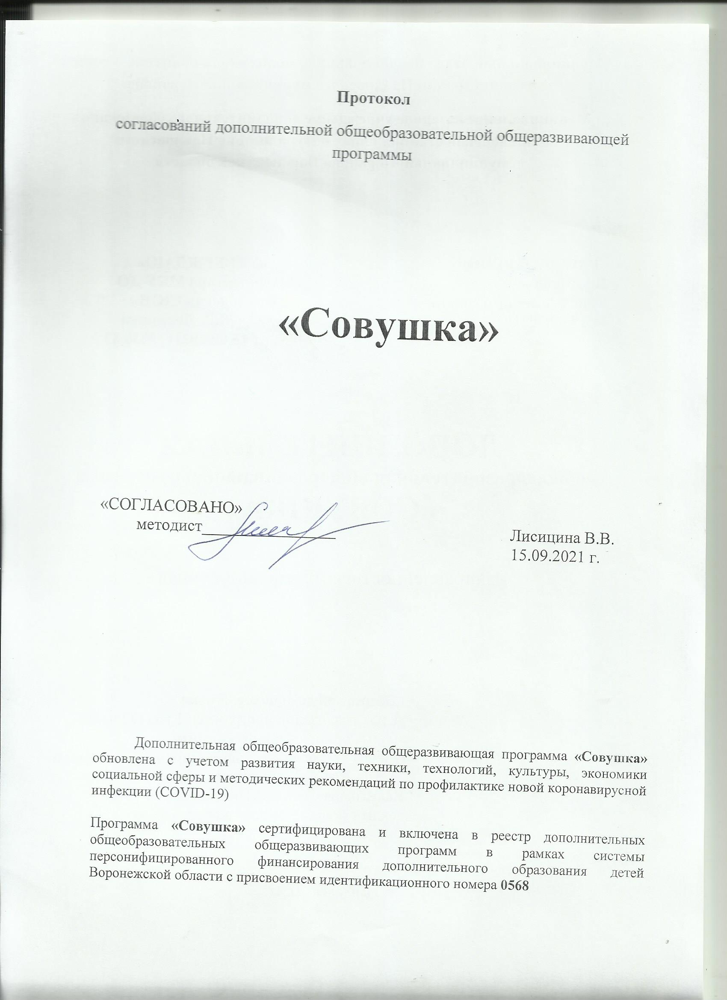 Протокол
согласований дополнительной общеобразовательной общеразвивающей
программы
«Совушка»
«СОГЛАСОВАНО»
методист
Лисицина В.В.
15.09.2021 г.
Дополнительная общеобразовательная общеразвивающая программа «Совушка»
обновлена с учетом развития науки, техники, технологий, культуры, экономики
социальной сферы и методических рекомендаций по профилактике новой коронавирусной
инфекции (COVID-19)
Программа «Совушка» сертифицирована и включена в реестр дополнительных
общеобразовательных общеразвивающих программ в рамках системы
персонифицированного финансирования дополнительного образования детей
Воронежской области с присвоением идентификационного номера 0568